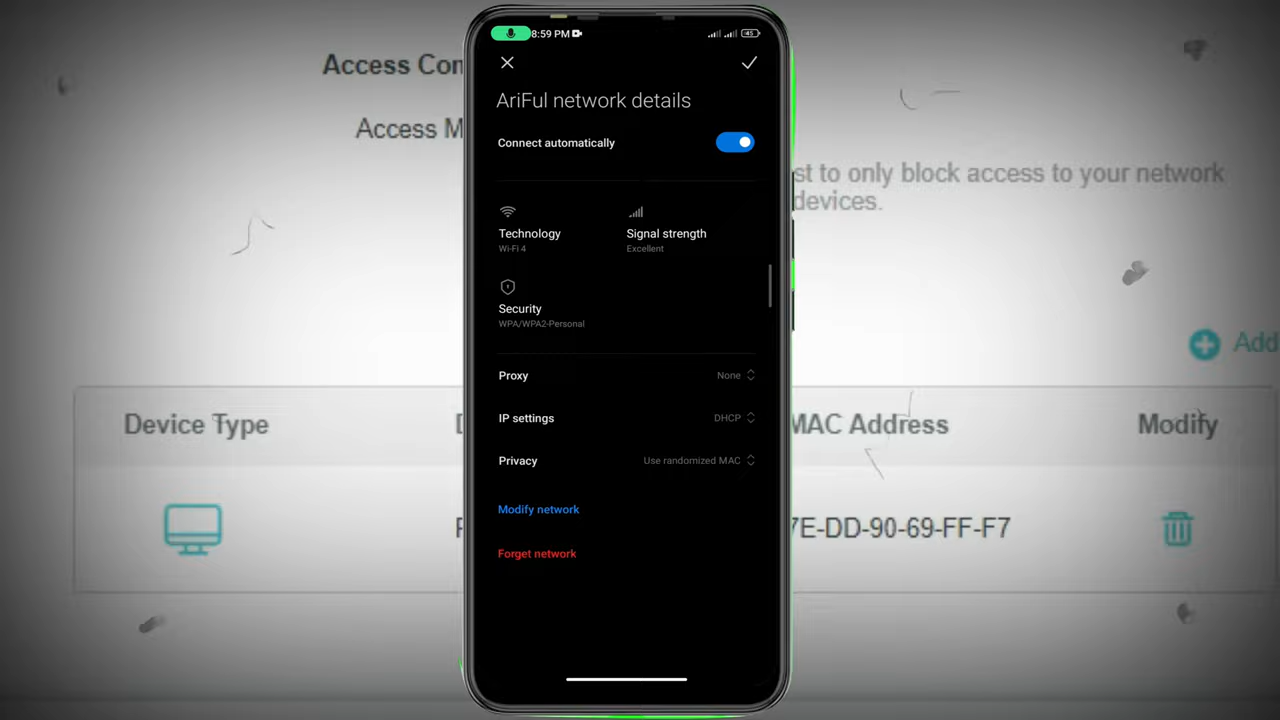 8:59 PM
45
AriFul network details
Connect automatically
Technology
Wi-Fi 4
Signal strength
Excellent
Security
WPA/WPA2-Personal
Proxy
None
IP settings
DHCP
Privacy
Use randomized MAC
Modify network
Forget network
Access Con
Access M
st to only block access to your network
devices.
Add
Device Type
MAC Address
Modify
7E-DD-90-69-FF-F7